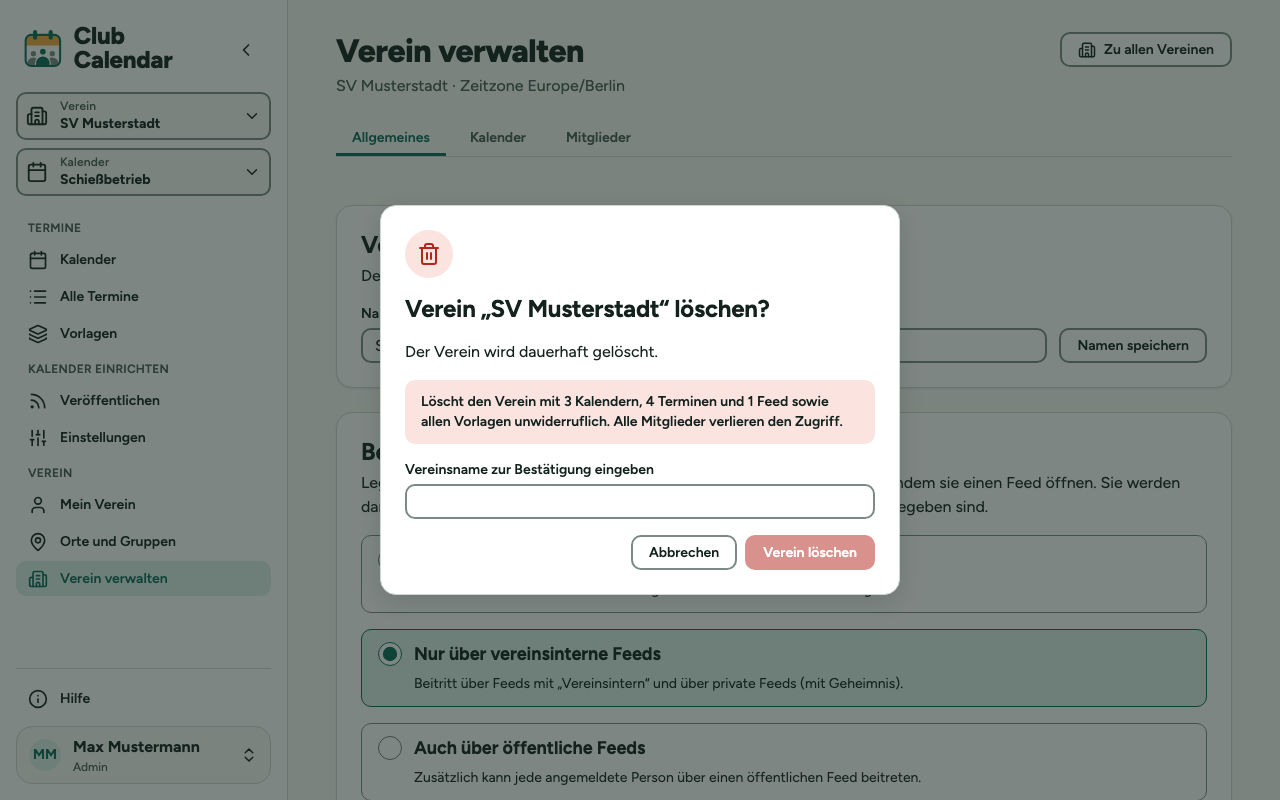 Club
Calendar
Verein
SV Musterstadt
Kalender
Schießbetrieb
TERMINE
Kalender
Alle Termine
Vorlagen
KALENDER EINRICHTEN
Veröffentlichen
Einstellungen
VEREIN
Mein Verein
Orte und Gruppen
Verein verwalten
Hilfe
MM
Max Mustermann
Admin
Verein verwalten
SV Musterstadt · Zeitzone Europe/Berlin
Zu allen Vereinen
Allgemeines
Kalender
Mitglieder
Namen speichern
Verein „SV Musterstadt“ löschen?
Der Verein wird dauerhaft gelöscht.
Löscht den Verein mit 3 Kalendern, 4 Terminen und 1 Feed sowie
allen Vorlagen unwiderruflich. Alle Mitglieder verlieren den Zugriff.
Vereinsname zur Bestätigung eingeben
Abbrechen
Verein löschen
sie einen Feed öffnen. Sie werden
sind.
Nur über vereinsinterne Feeds
Beitritt über Feeds mit „Vereinsintern“ und über private Feeds (mit Geheimnis).
Auch über öffentliche Feeds
Zusätzlich kann jede angemeldete Person über einen öffentlichen Feed beitreten.